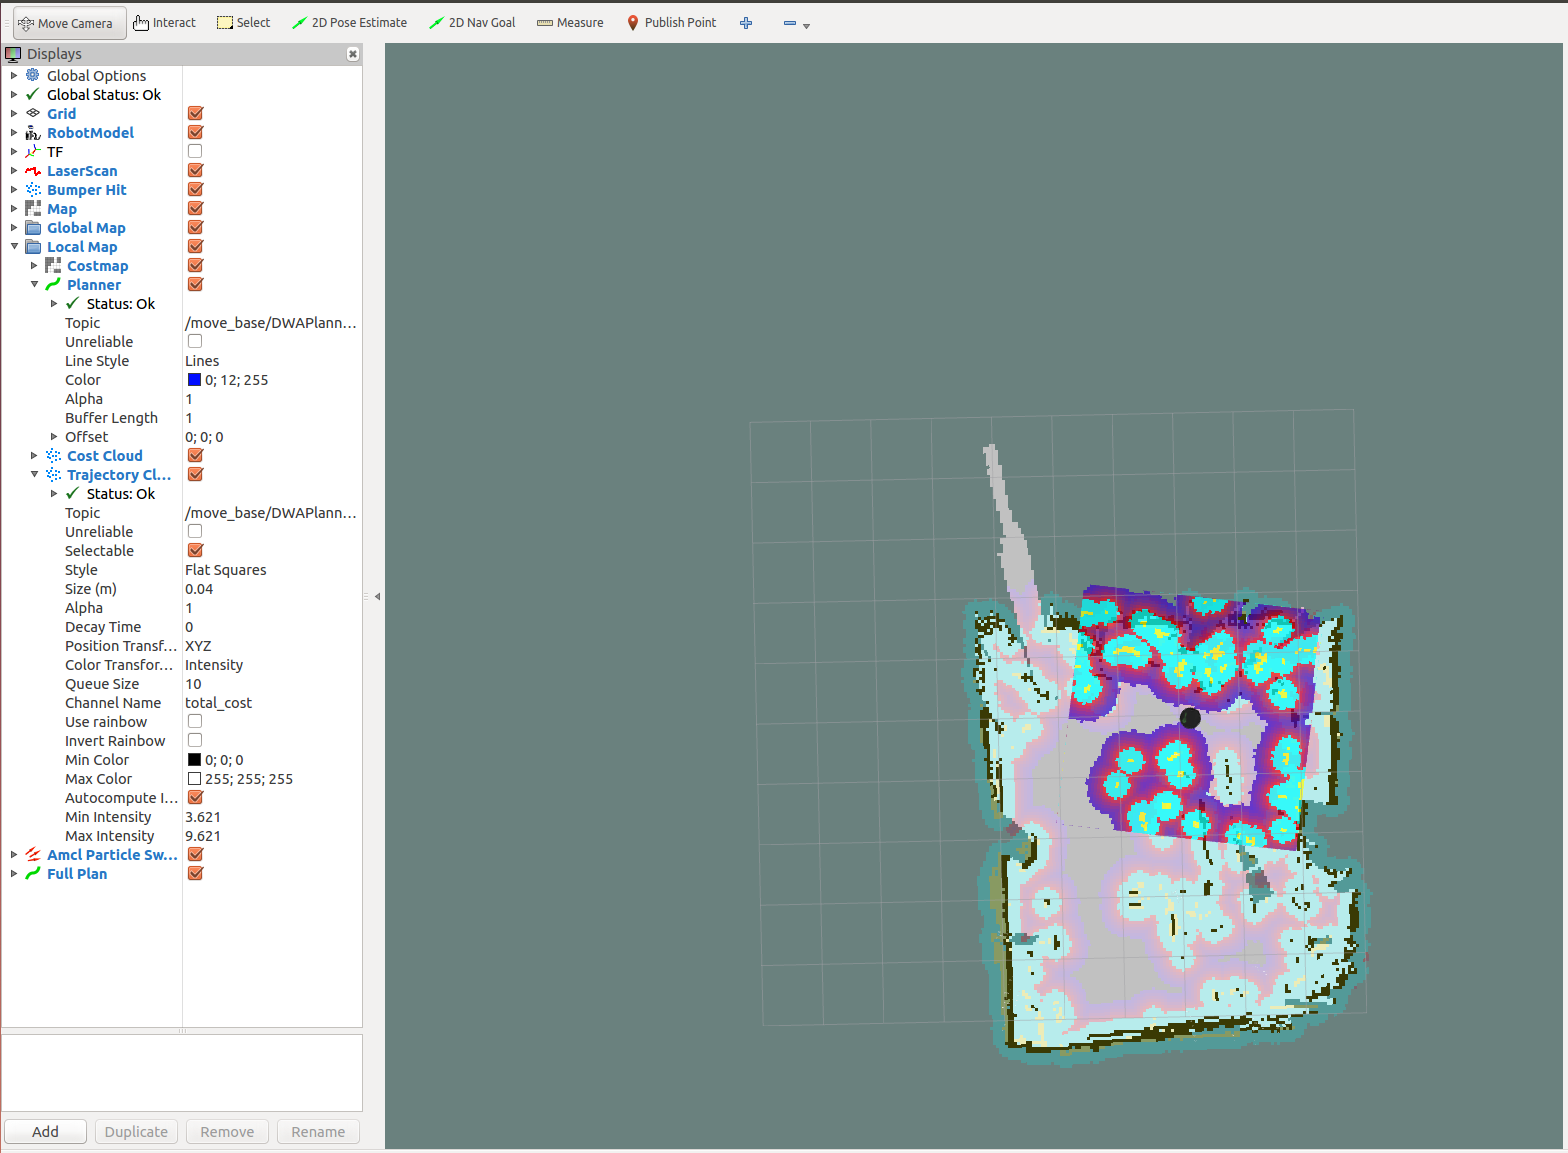 Move Camera Interact Select 2D Pose Estimate 2D Nav Goal Measure Publish Point
Displays
Global Options
Global Status: Ok
Grid
RobotModel
TF
LaserScan
Bumper Hit
Map
Global Map
Local Map
Costmap
Planner
Status: Ok
Topic /move_base/DWAPlann...
Unreliable
Line Style Lines
Color 0; 12; 255
Alpha 1
Buffer Length 1
Offset 0; 0; 0
Cost Cloud
Trajectory Cl...
Status: Ok
Topic /move_base/DWAPlann...
Unreliable
Selectable
Style Flat Squares
Size (m) 0.04
Alpha 1
Decay Time 0
Position Transf... XYZ
Color Transfor... Intensity
Queue Size 10
Channel Name total_cost
Use rainbow
Invert Rainbow
Min Color 0; 0; 0
Max Color 255; 255; 255
Autocompute I...
Min Intensity 3.621
Max Intensity 9.621
Amcl Particle Sw...
Full Plan
Add Duplicate Remove Rename